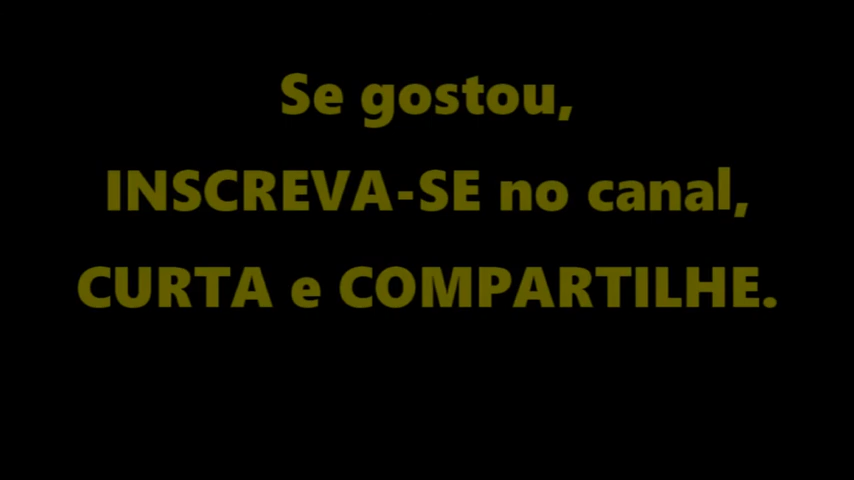 Se gostou,
INSCREVA-SE no canal,
CURTA e COMPARTILHE.